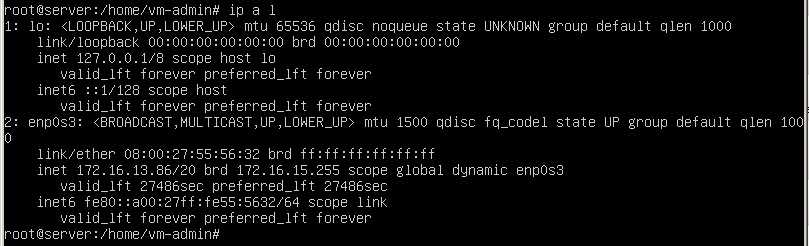 root@server:/home/vm-admin# ip a l
1: lo: <LOOPBACK,UP,LOWER_UP> mtu 65536 qdisc noqueue state UNKNOWN group default qlen 1000
    link/loopback 00:00:00:00:00:00 brd 00:00:00:00:00:00
    inet 127.0.0.1/8 scope host lo
       valid_lft forever preferred_lft forever
    inet6 ::1/128 scope host
       valid_lft forever preferred_lft forever
2: enp0s3: <BROADCAST,MULTICAST,UP,LOWER_UP> mtu 1500 qdisc fq_codel state UP group default qlen 100
0
    link/ether 08:00:27:55:56:32 brd ff:ff:ff:ff:ff:ff
    inet 172.16.13.86/20 brd 172.16.15.255 scope global dynamic enp0s3
       valid_lft 27486sec preferred_lft 27486sec
    inet6 fe80::a00:27ff:fe55:5632/64 scope link
       valid_lft forever preferred_lft forever
root@server:/home/vm-admin#